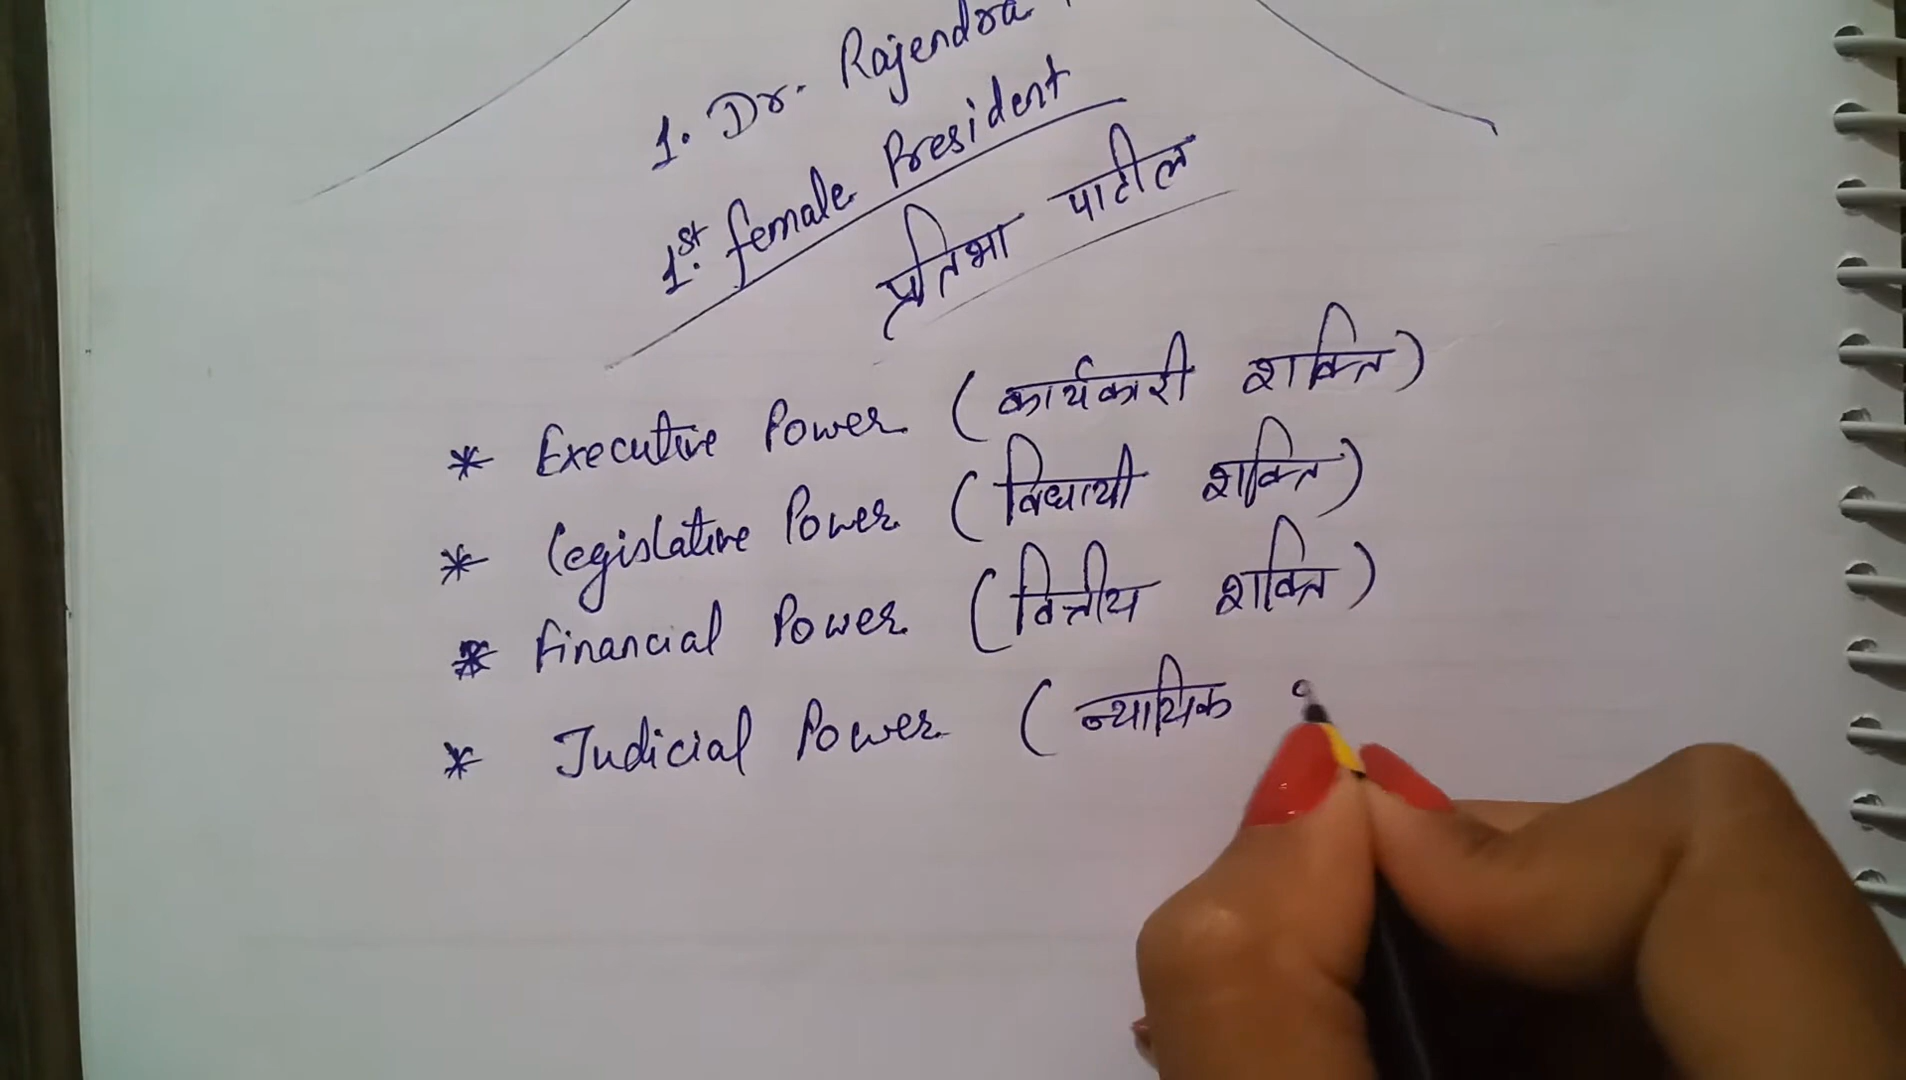 1. Dr. Rajendra
1st. female President
प्रतिभा पाटील
* Executive Power (कार्यकारी शक्ति)
* Legislative Power (विधायी शक्ति)
* Financial Power (वित्तीय शक्ति)
* Judicial Power (न्यायिक